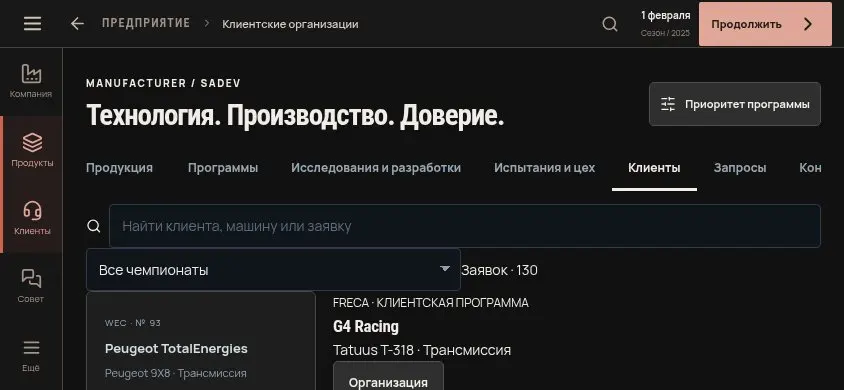 ПРЕДПРИЯТИЕ
Клиентские организации
1 февраля
Сезон / 2025
Продолжить
Компания
Продукты
Клиенты
Совет
Ещё
MANUFACTURER / SADEV
Технология. Производство. Доверие.
Приоритет программы
Продукция
Программы
Исследования и разработки
Испытания и цех
Клиенты
Запросы
Кон
Найти клиента, машину или заявку
Все чемпионаты
Заявок · 130
WEC · № 93
Peugeot TotalEnergies
Peugeot 9X8 · Трансмиссия
FRECA · КЛИЕНТСКАЯ ПРОГРАММА
G4 Racing
Tatuus T-318 · Трансмиссия
Организация